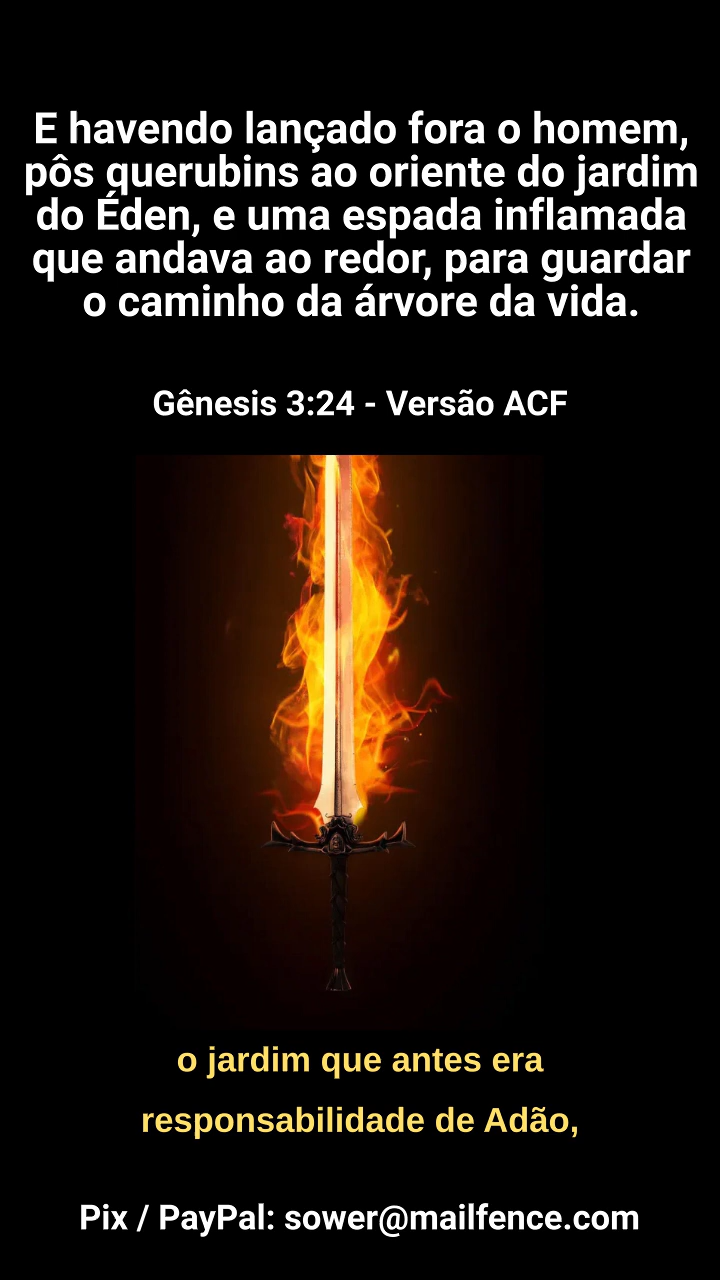 E havendo lançado fora o homem,
pôs querubins ao oriente do jardim
do Éden, e uma espada inflamada
que andava ao redor, para guardar
o caminho da árvore da vida.
Gênesis 3:24 - Versão ACF
o jardim que antes era
responsabilidade de Adão,
Pix / PayPal: sower@mailfence.com